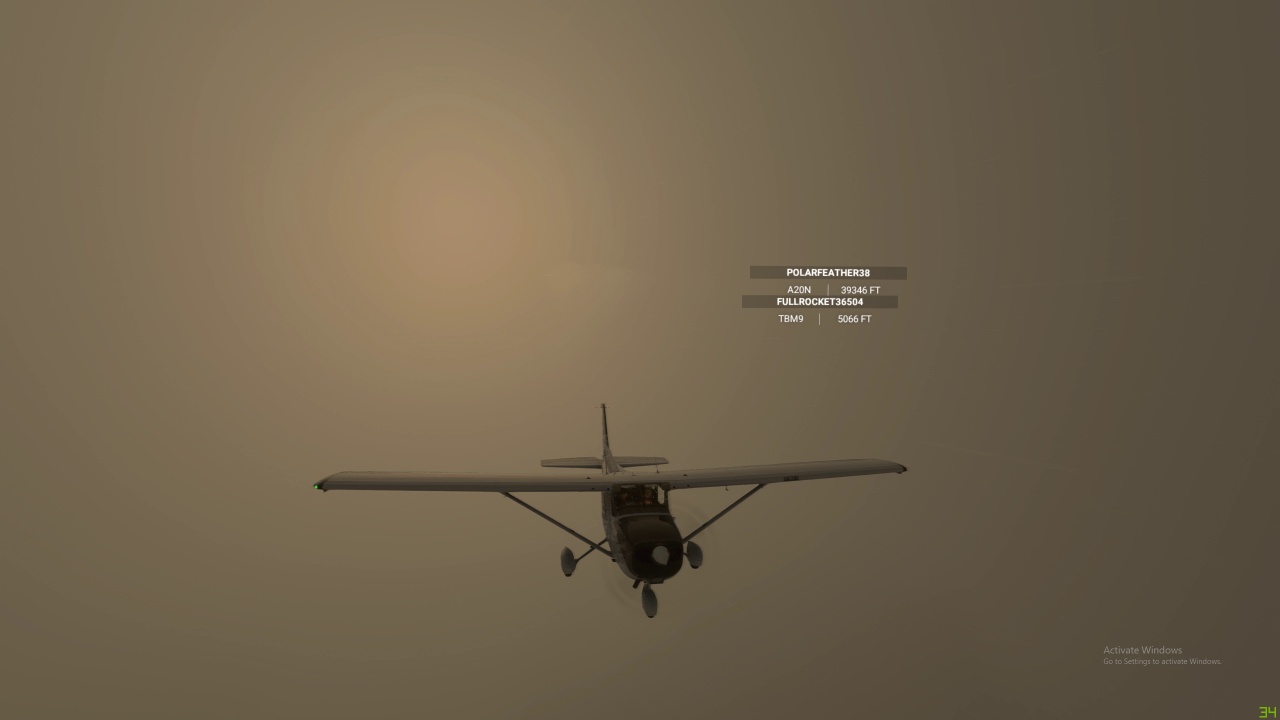 POLARFEATHER38
A20N | 39346 FT
FULLROCKET36504
TBM9 | 5066 FT
Activate Windows
Go to Settings to activate Windows.
34